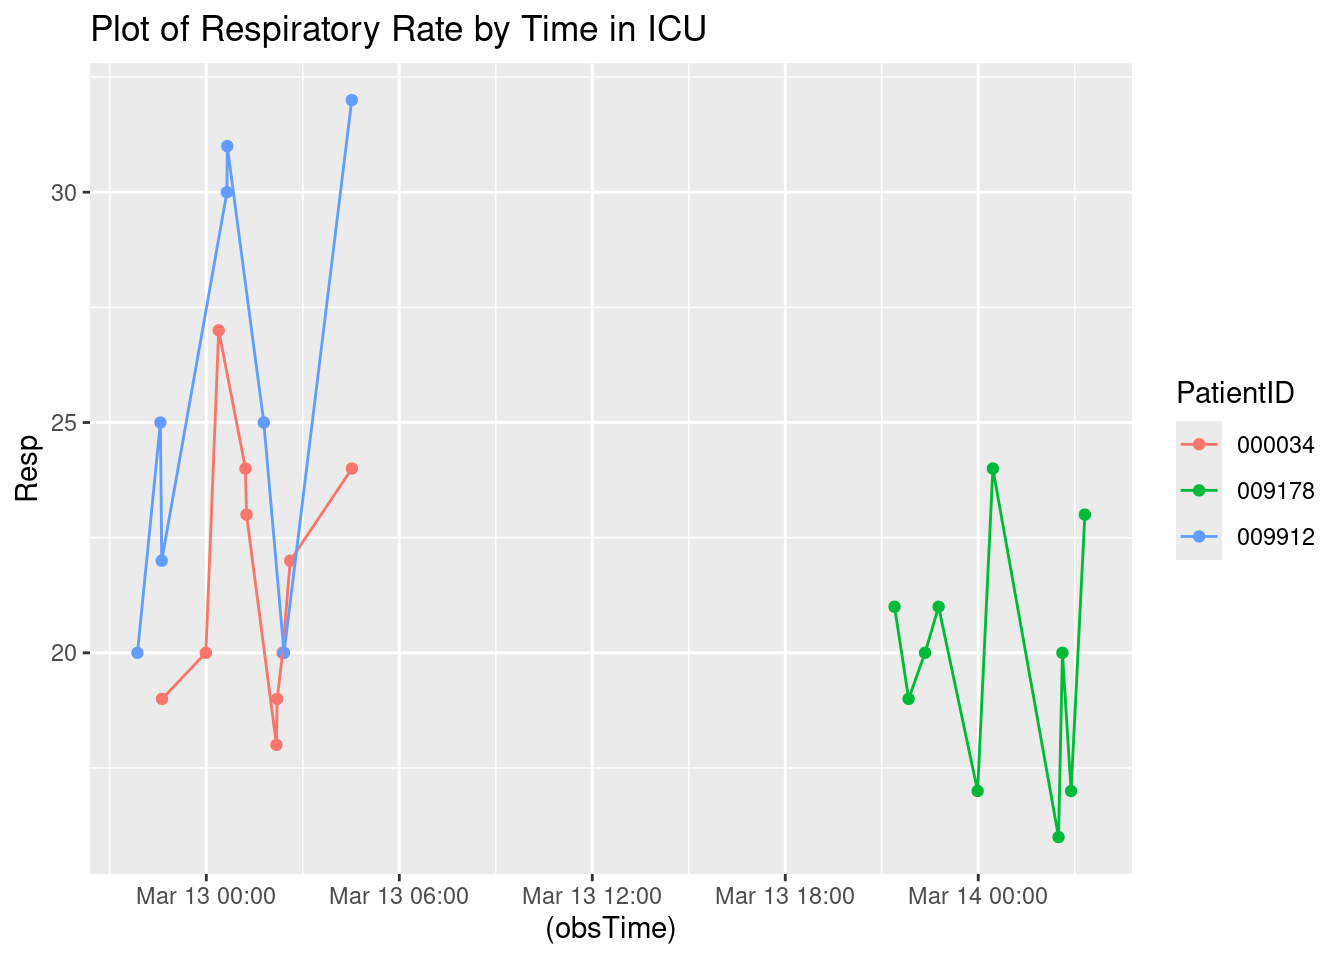 Plot of Respiratory Rate by Time in ICU
30
25
20
Resp
Mar 13 00:00 Mar 13 06:00 Mar 13 12:00 Mar 13 18:00 Mar 14 00:00
(obsTime)
PatientID
000034
009178
009912